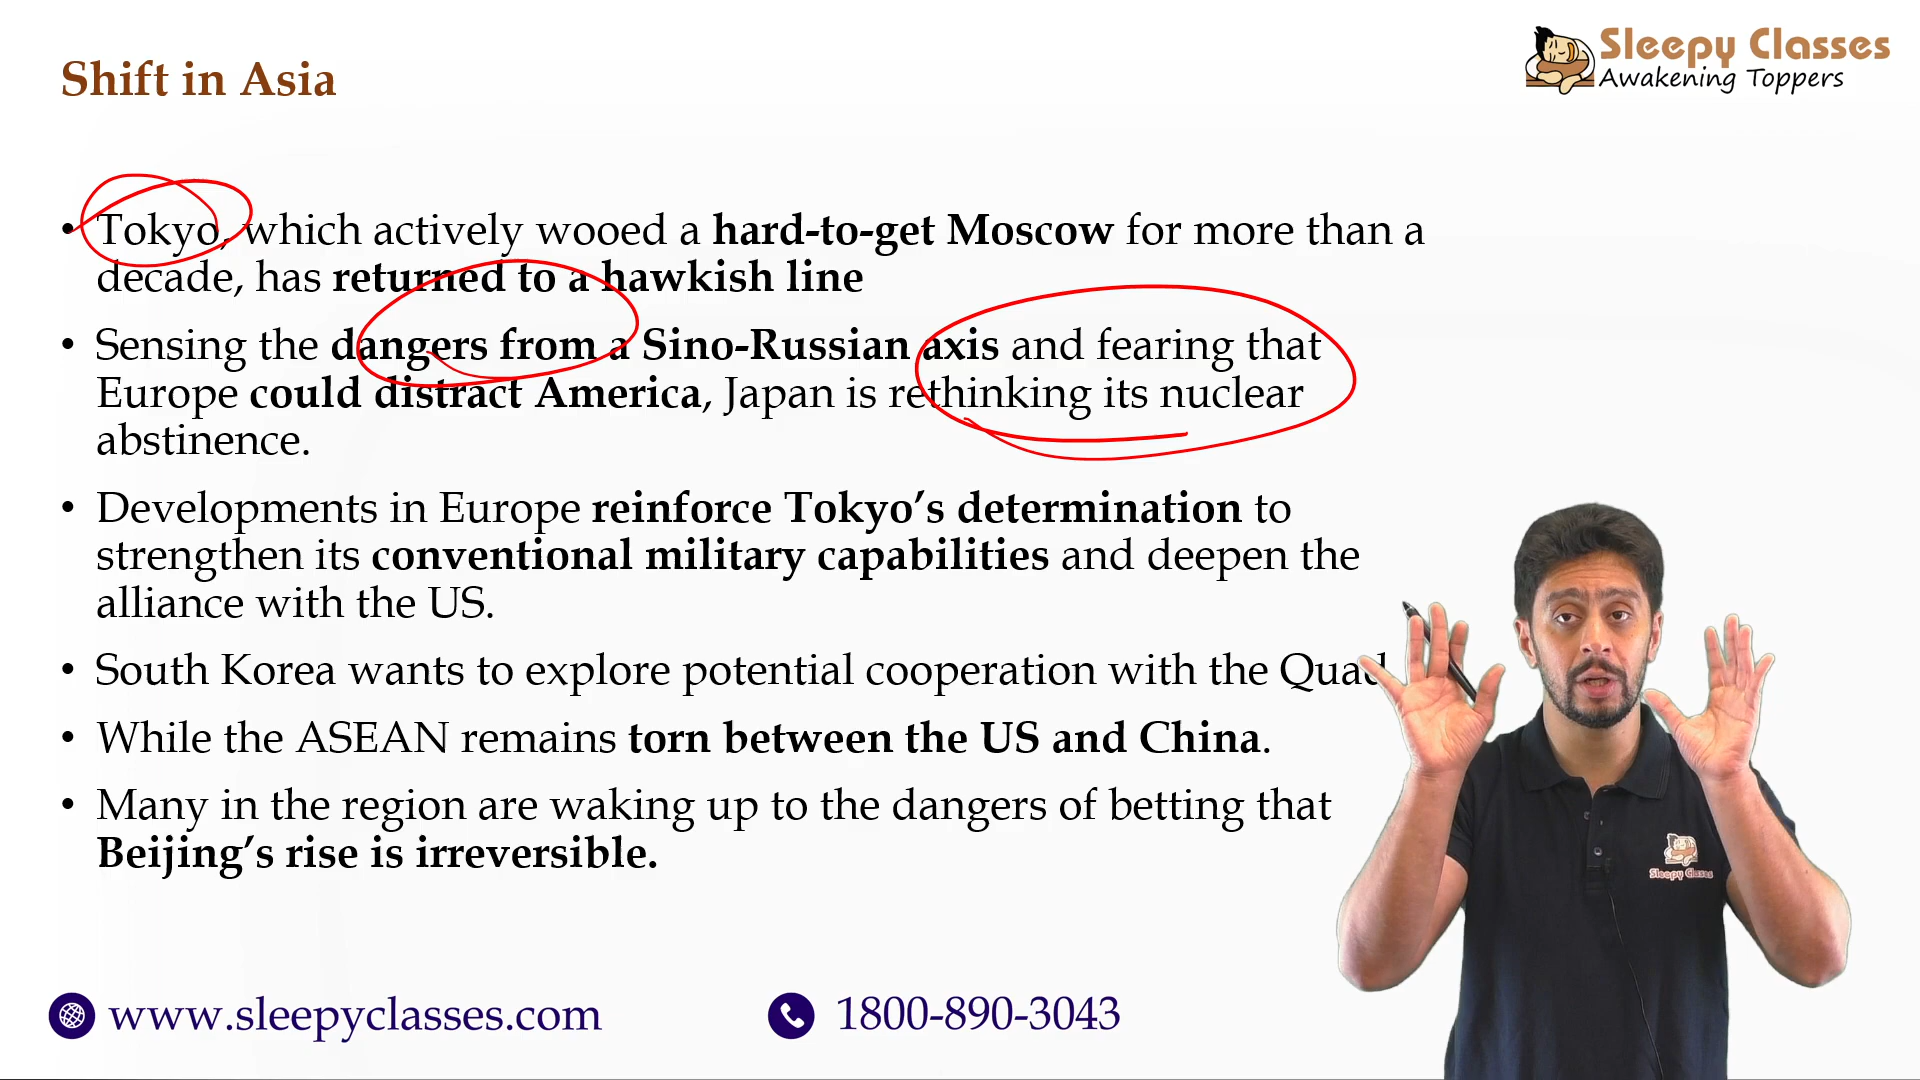 Shift in Asia
Sleepy Classes
Awakening Toppers
• Tokyo, which actively wooed a hard-to-get Moscow for more than a
decade, has returned to a hawkish line
• Sensing the dangers from a Sino-Russian axis and fearing that
Europe could distract America, Japan is rethinking its nuclear
abstinence.
• Developments in Europe reinforce Tokyo’s determination to
strengthen its conventional military capabilities and deepen the
alliance with the US.
• South Korea wants to explore potential cooperation with the Quad
• While the ASEAN remains torn between the US and China.
• Many in the region are waking up to the dangers of betting that
Beijing’s rise is irreversible.
Sleepy Classes
www.sleepyclasses.com
1800-890-3043